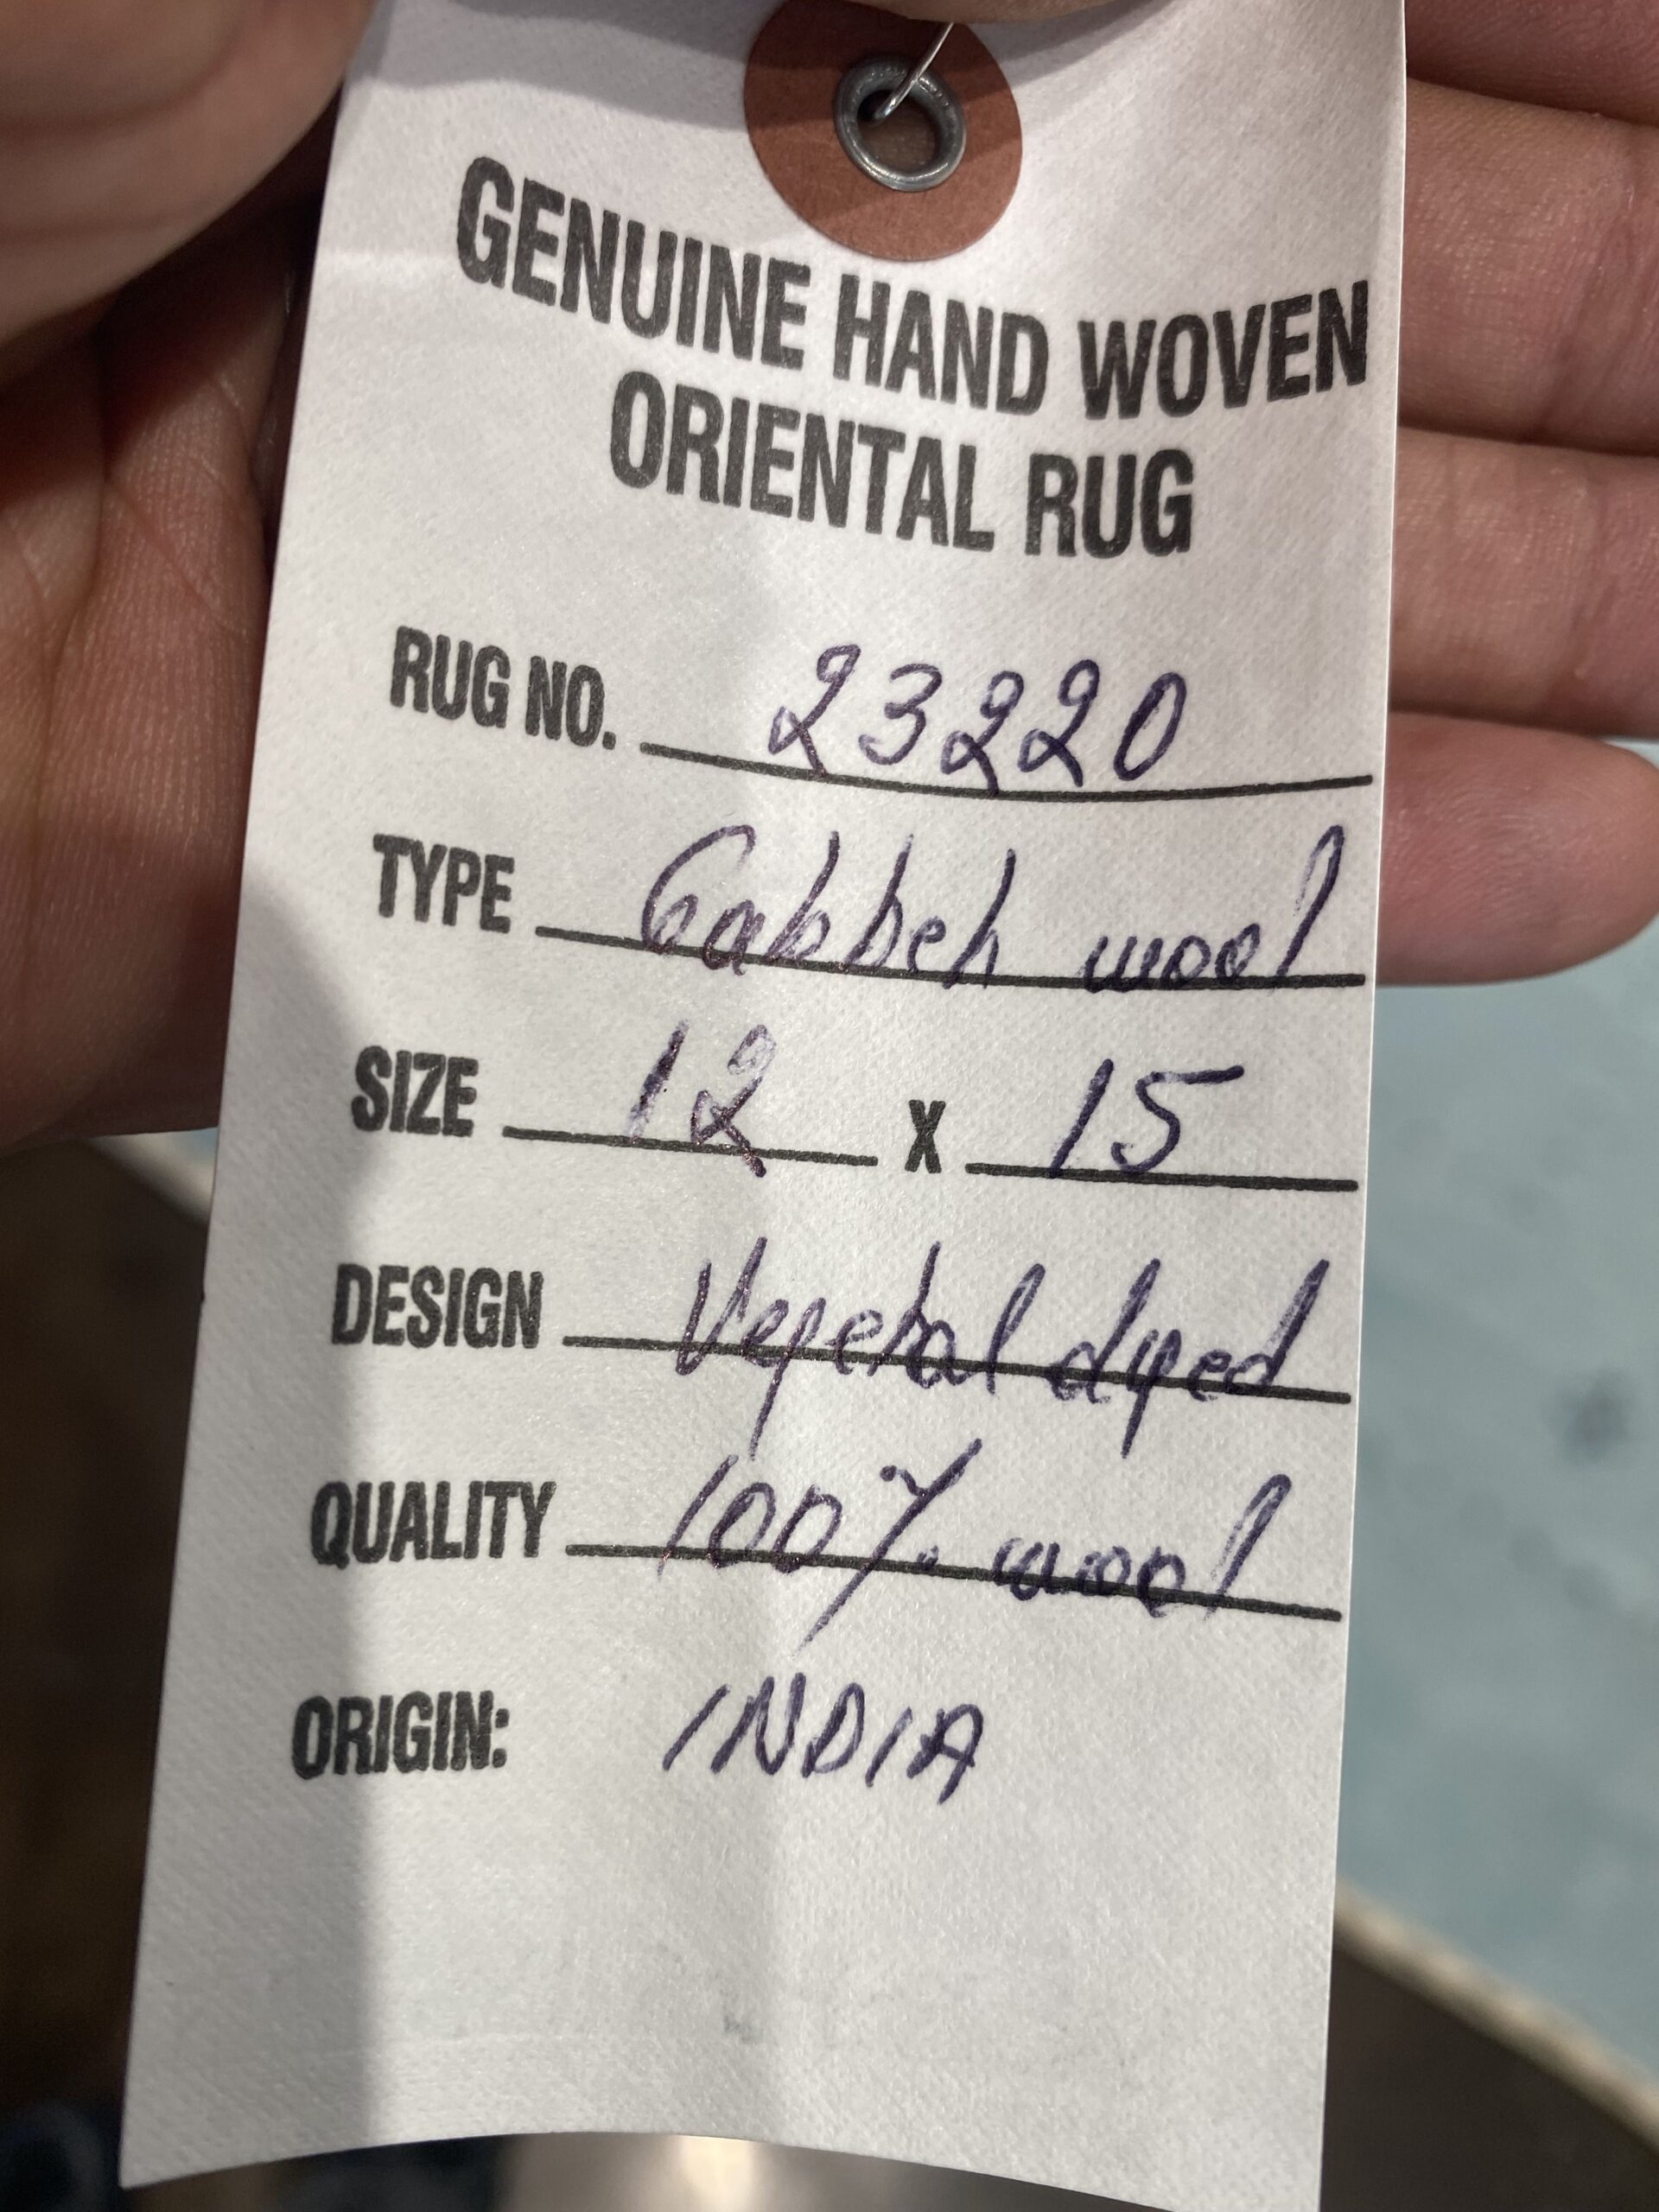 GENUINE HAND WOVEN
ORIENTAL RUG
RUG NO. 23220
TYPE Gabbeh wool
SIZE 12 X 15
DESIGN Vegetal dyed
QUALITY 100% wool
ORIGIN: INDIA